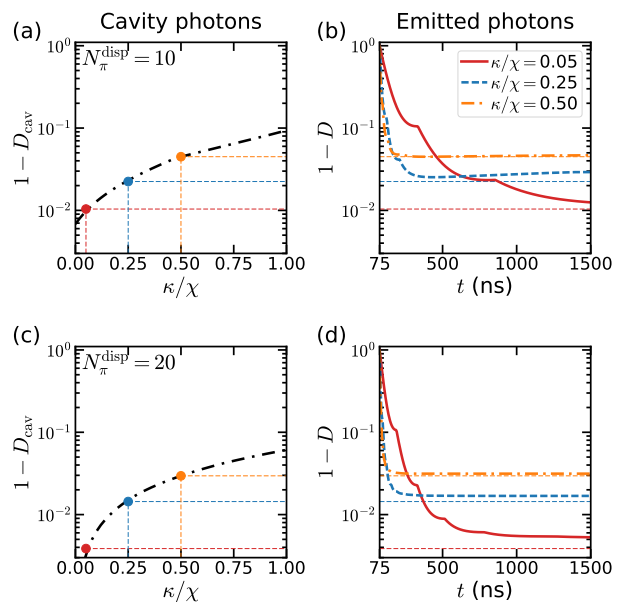 Cavity photons
Emitted photons
(a)
N_π^disp = 10
1 − D_cav
10^0
10^−1
10^−2
0.00 0.25 0.50 0.75 1.00
κ/χ
(b)
κ/χ = 0.05
κ/χ = 0.25
κ/χ = 0.50
1 − D
10^0
10^−1
10^−2
75 500 1000 1500
t (ns)
(c)
N_π^disp = 20
1 − D_cav
10^0
10^−1
10^−2
0.00 0.25 0.50 0.75 1.00
κ/χ
(d)
1 − D
10^0
10^−1
10^−2
75 500 1000 1500
t (ns)